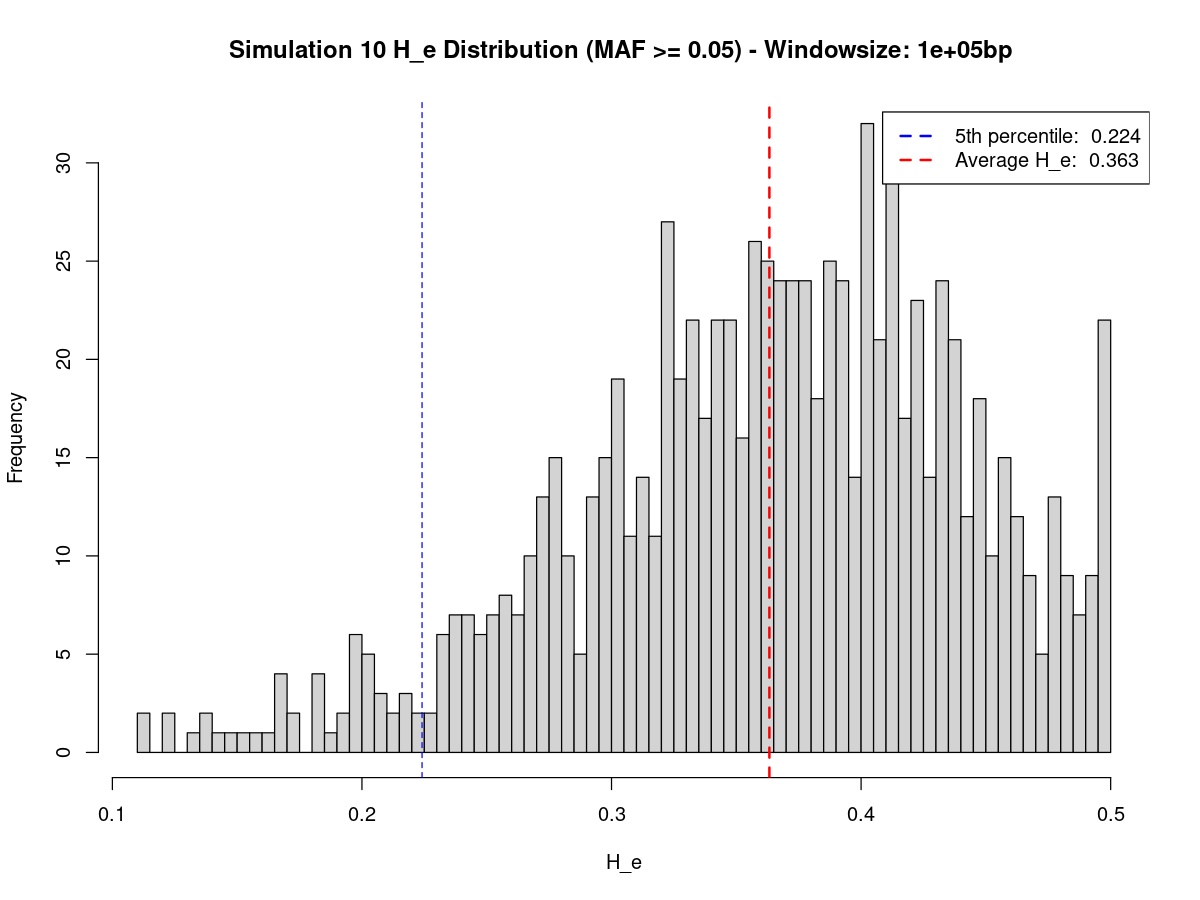 Simulation 10 H_e Distribution (MAF >= 0.05) - Windowsize: 1e+05bp
5th percentile: 0.224
Average H_e: 0.363
Frequency
30
25
20
15
10
5
0
0.1 0.2 0.3 0.4 0.5
H_e